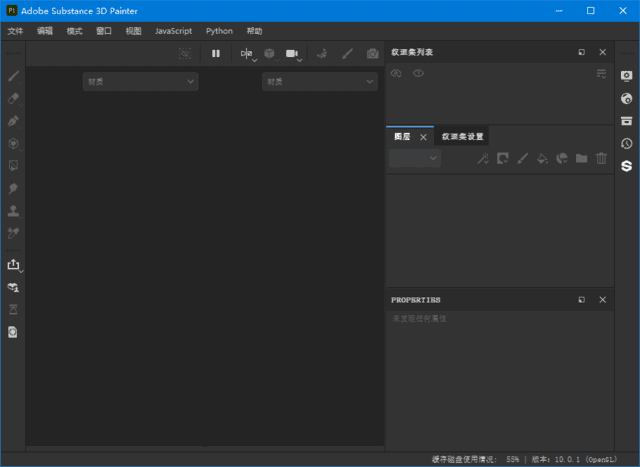 Pt Adobe Substance 3D Painter
文件 编辑 模式 窗口 视图 JavaScript Python 帮助
纹理集列表
材质 材质
图层 纹理集设置
PROPERTIES
未发现任何属性
缓存磁盘使用情况: 55% | 版本: 10.0.1 (OpenGL)